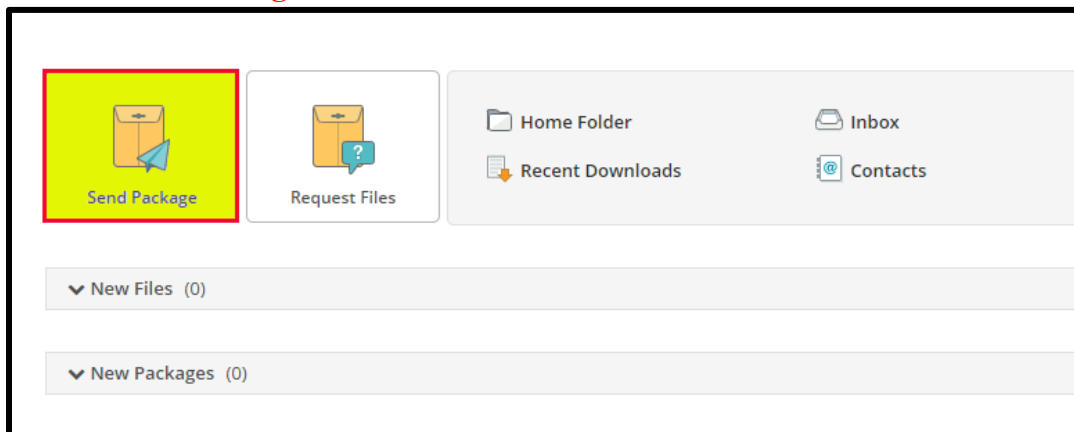 Send Package
Request Files
?
Home Folder
Inbox
Recent Downloads
@ Contacts
New Files (0)
New Packages (0)